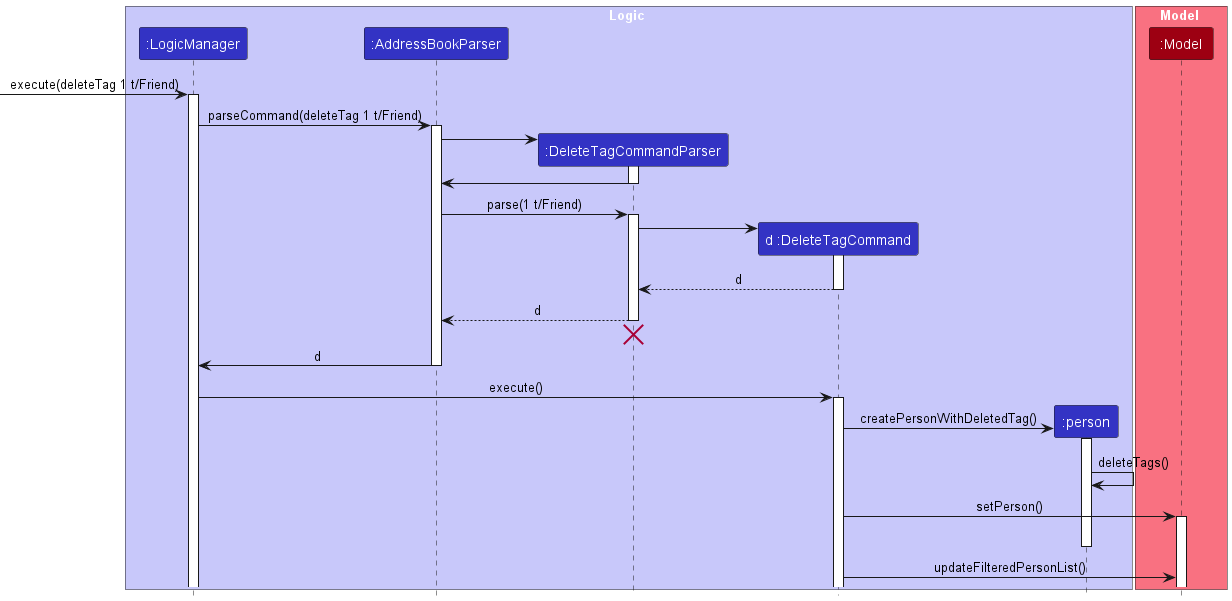 Logic
Model
:LogicManager
:AddressBookParser
:Model
execute(deleteTag 1 t/Friend)
parseCommand(deleteTag 1 t/Friend)
:DeleteTagCommandParser
parse(1 t/Friend)
d :DeleteTagCommand
d
d
d
execute()
createPersonWithDeletedTag()
:person
deleteTags()
setPerson()
updateFilteredPersonList()